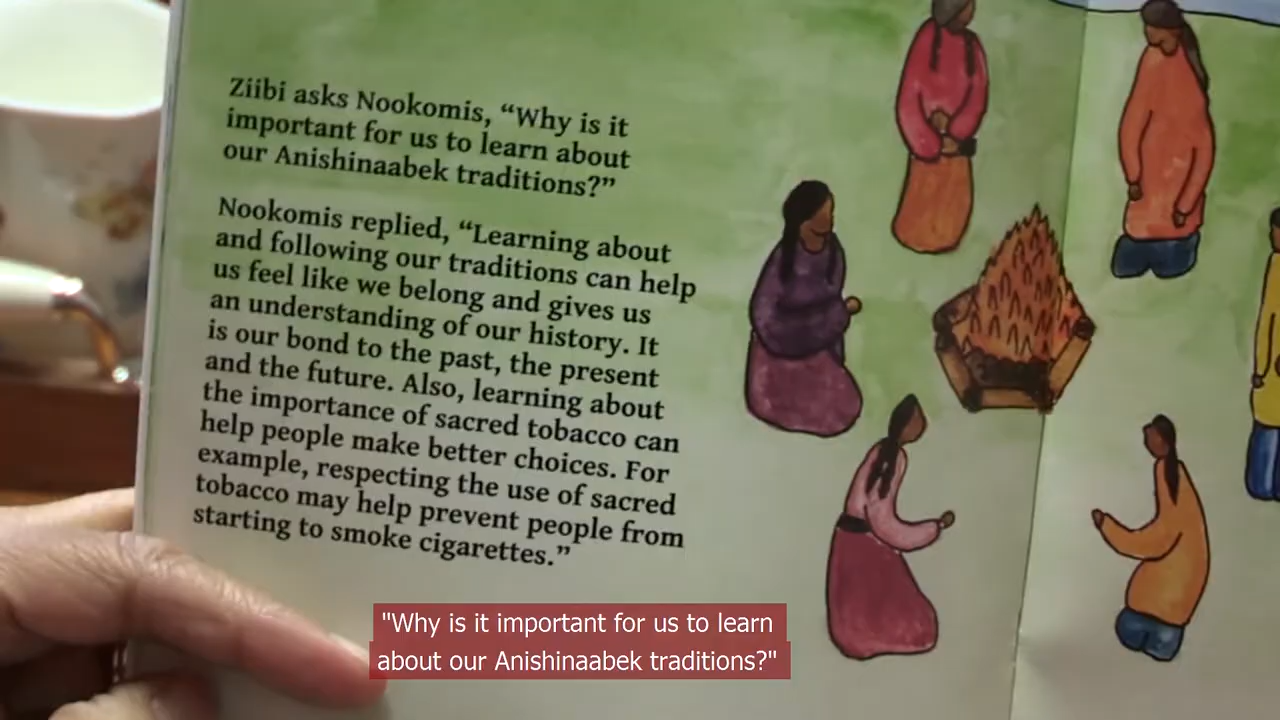 Ziibi asks Nookomis, “Why is it
important for us to learn about
our Anishinaabek traditions?”
Nookomis replied, “Learning about
and following our traditions can help
us feel like we belong and gives us
an understanding of our history. It
is our bond to the past, the present
and the future. Also, learning about
the importance of sacred tobacco can
help people make better choices. For
example, respecting the use of sacred
tobacco may help prevent people from
starting to smoke cigarettes.”
"Why is it important for us to learn
about our Anishinaabek traditions?"